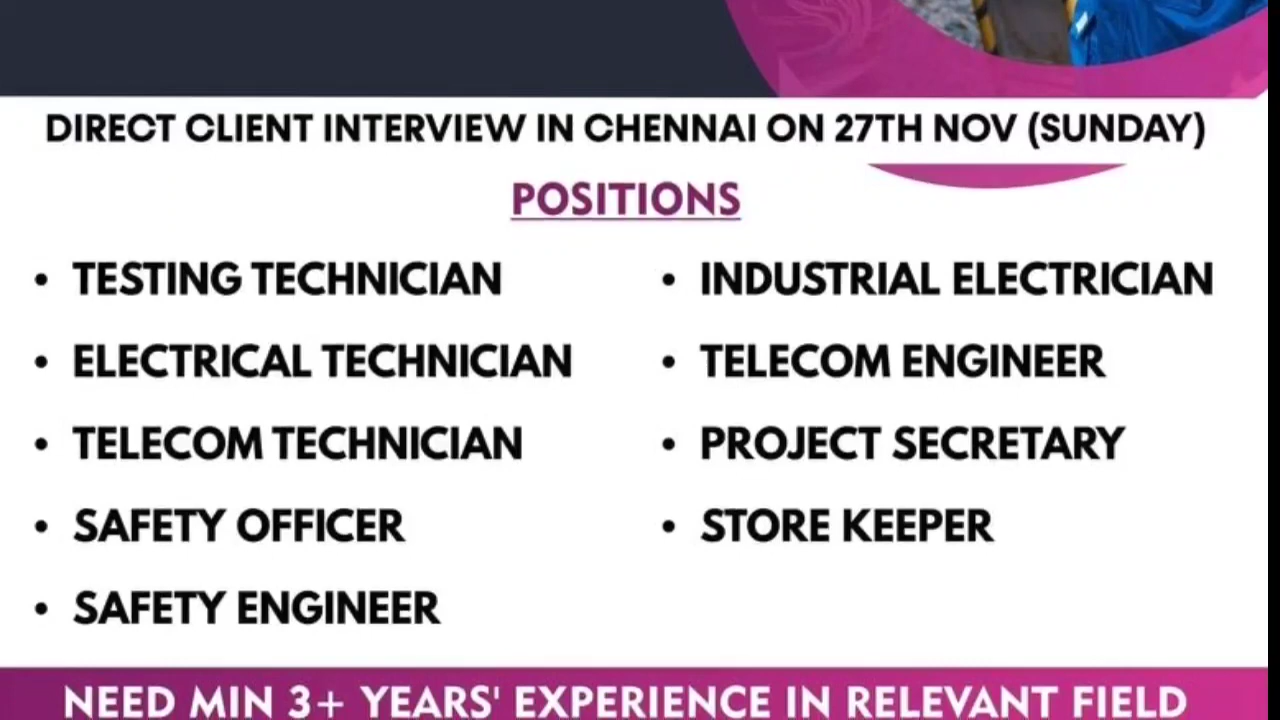 DIRECT CLIENT INTERVIEW IN CHENNAI ON 27TH NOV (SUNDAY)
POSITIONS
• TESTING TECHNICIAN
• ELECTRICAL TECHNICIAN
• TELECOM TECHNICIAN
• SAFETY OFFICER
• SAFETY ENGINEER
• INDUSTRIAL ELECTRICIAN
• TELECOM ENGINEER
• PROJECT SECRETARY
• STORE KEEPER
NEED MIN 3+ YEARS' EXPERIENCE IN RELEVANT FIELD